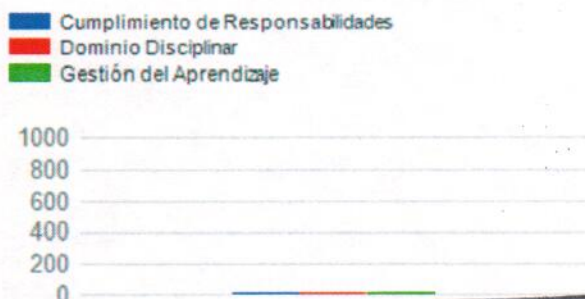 Cumplimiento de Responsabilidades
Dominio Disciplinar
Gestión del Aprendizaje
1000
800
600
400
200
0